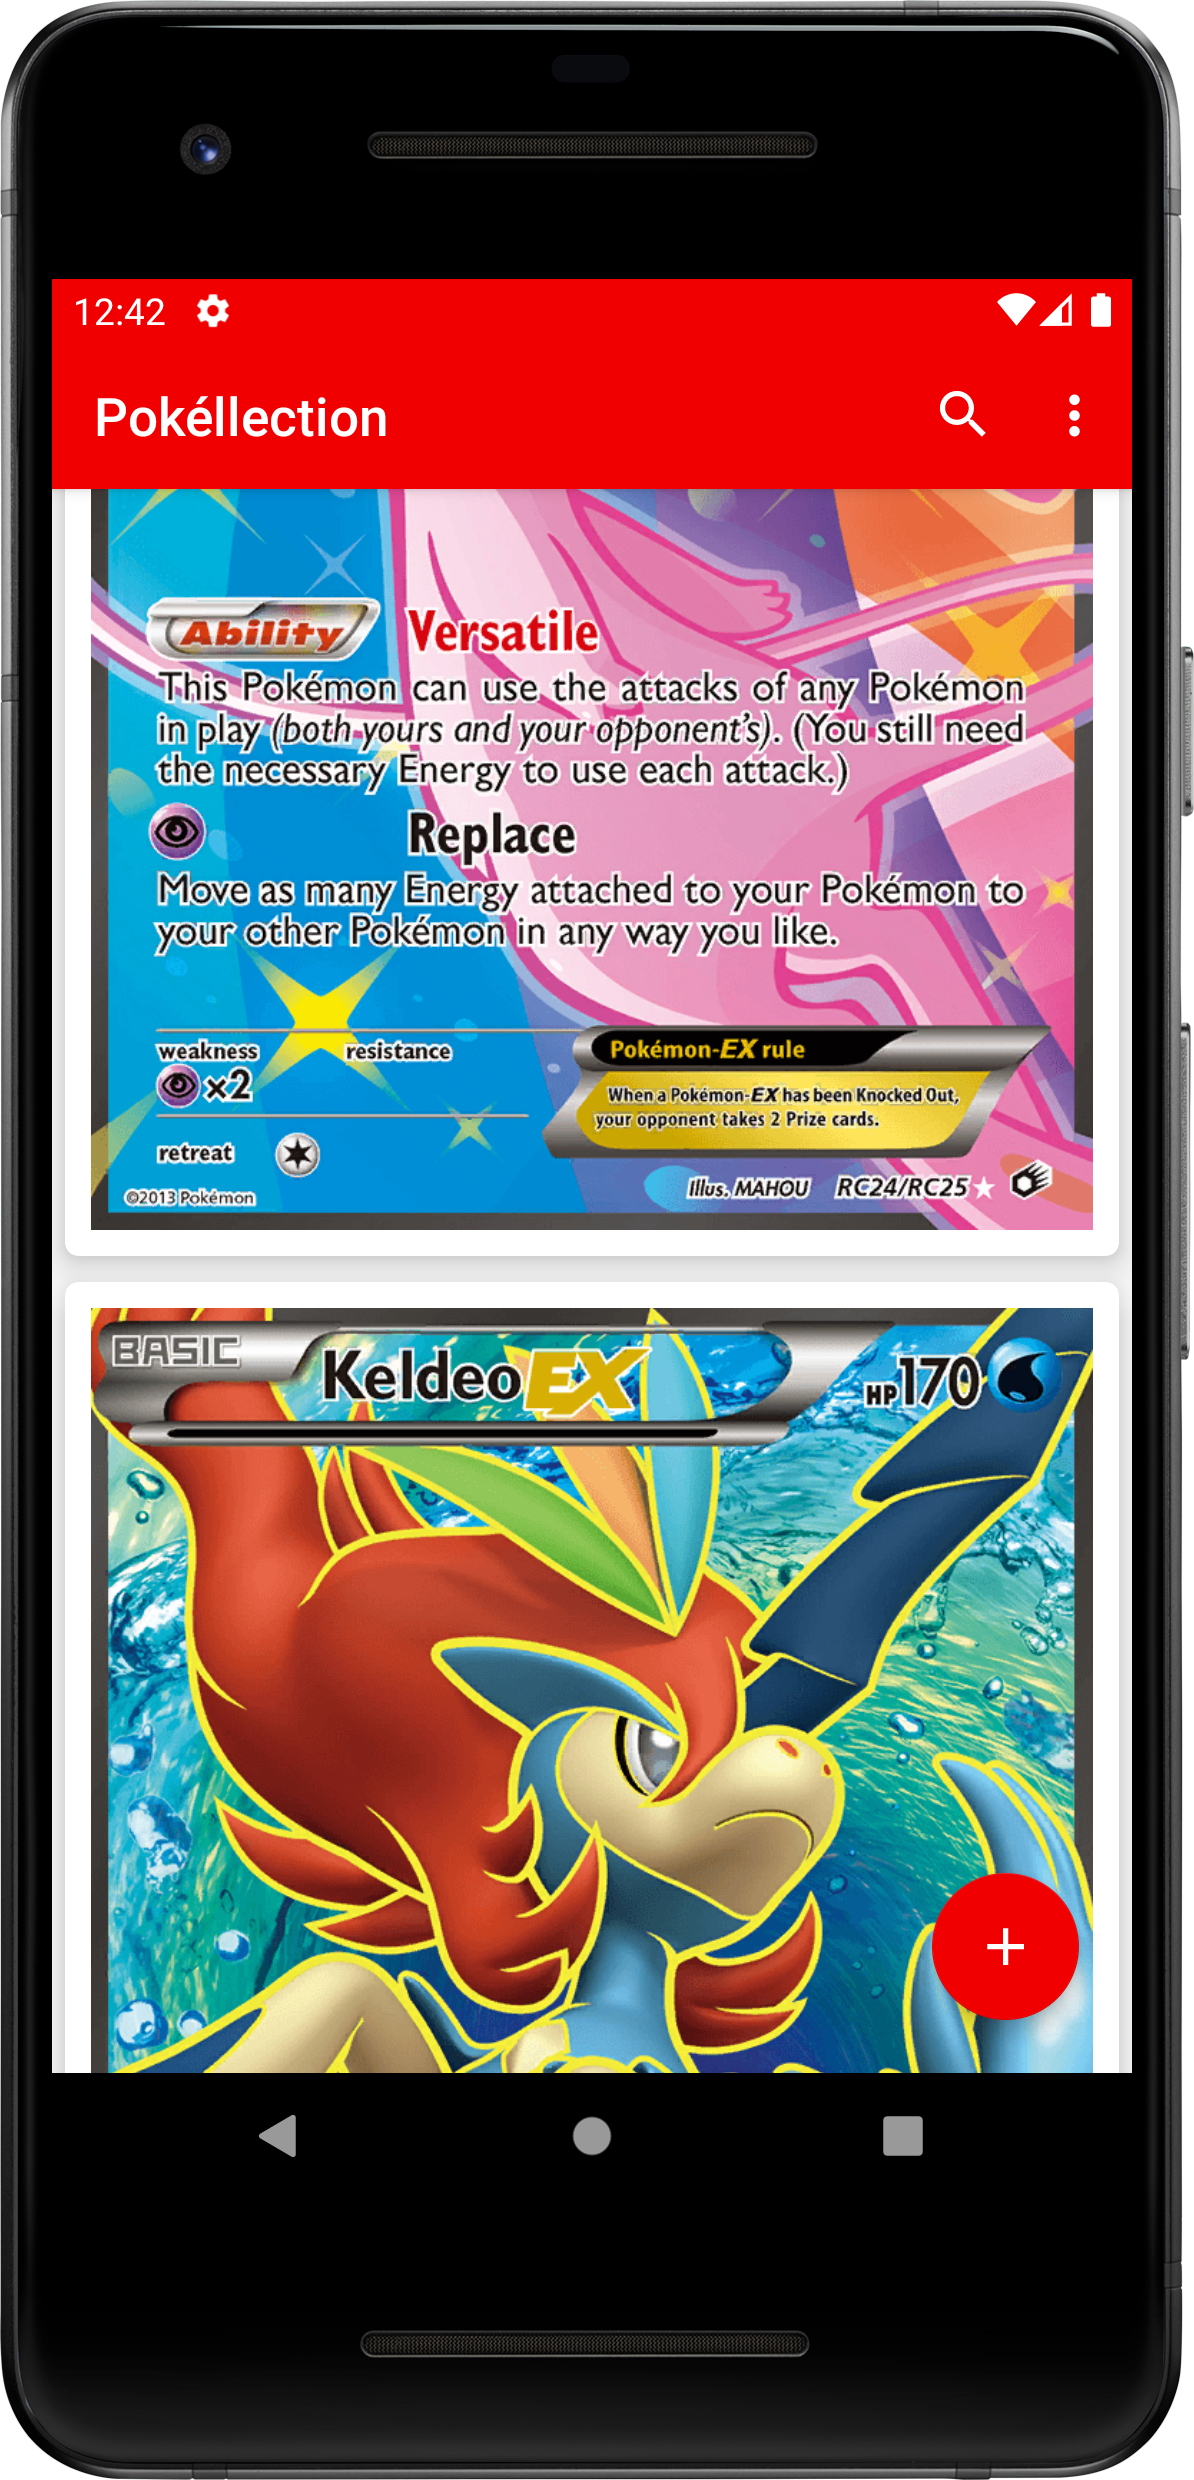 12:42
Pokéllection
Ability Versatile
This Pokémon can use the attacks of any Pokémon
in play (both yours and your opponent's). (You still need
the necessary Energy to use each attack.)
Replace
Move as many Energy attached to your Pokémon to
your other Pokémon in any way you like.
weakness resistance
×2
Pokémon-EX rule
When a Pokémon-EX has been Knocked Out,
your opponent takes 2 Prize cards.
retreat
©2013 Pokémon
Illus. MAHOU RC24/RC25
BASIC Keldeo EX HP170